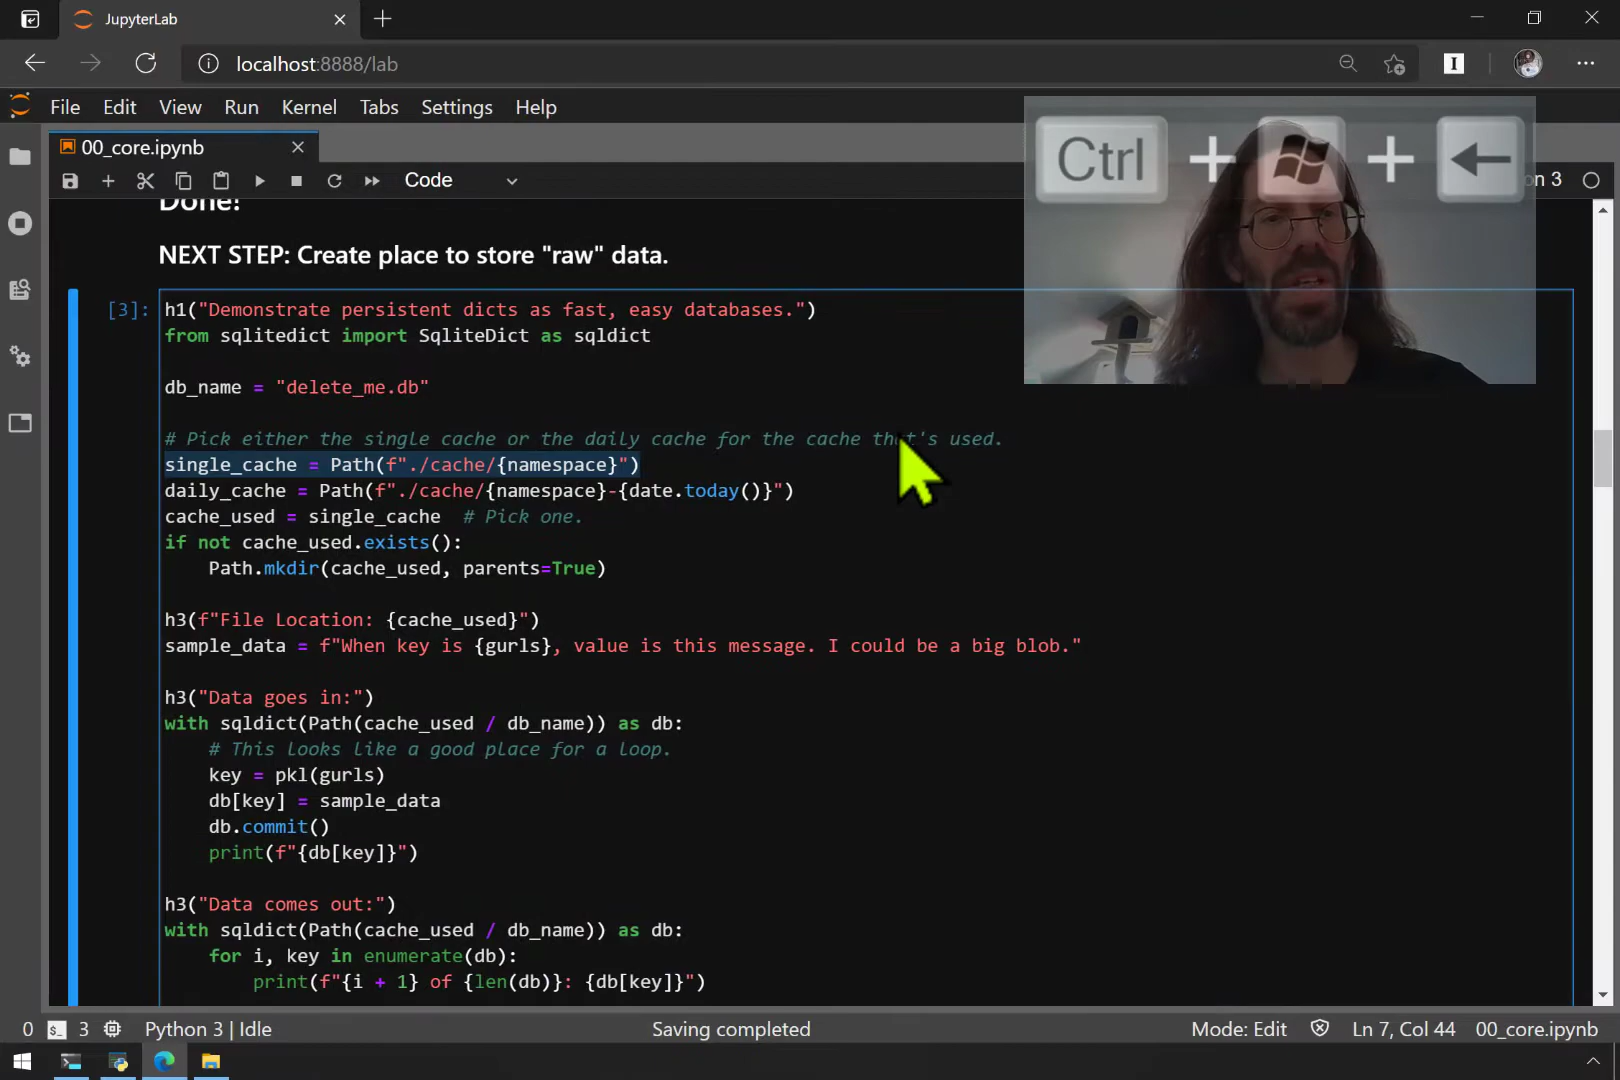 JupyterLab
localhost:8888/lab
File Edit View Run Kernel Tabs Settings Help
Ctrl + +
00_core.ipynb
Code
on 3
Done!
NEXT STEP: Create place to store "raw" data.
[3]:
h1("Demonstrate persistent dicts as fast, easy databases.")
from sqlitedict import SqliteDict as sqldict
db_name = "delete_me.db"
# Pick either the single cache or the daily cache for the cache that's used.
single_cache = Path(f"./cache/{namespace}")
daily_cache = Path(f"./cache/{namespace}-{date.today()}")
cache_used = single_cache  # Pick one.
if not cache_used.exists():
    Path.mkdir(cache_used, parents=True)
h3(f"File Location: {cache_used}")
sample_data = f"When key is {gurls}, value is this message. I could be a big blob."
h3("Data goes in:")
with sqldict(Path(cache_used / db_name)) as db:
    # This looks like a good place for a loop.
    key = pkl(gurls)
    db[key] = sample_data
    db.commit()
    print(f"{db[key]}")
h3("Data comes out:")
with sqldict(Path(cache_used / db_name)) as db:
    for i, key in enumerate(db):
        print(f"{i + 1} of {len(db)}: {db[key]}")
0 3 Python 3 | Idle Saving completed Mode: Edit Ln 7, Col 44 00_core.ipynb